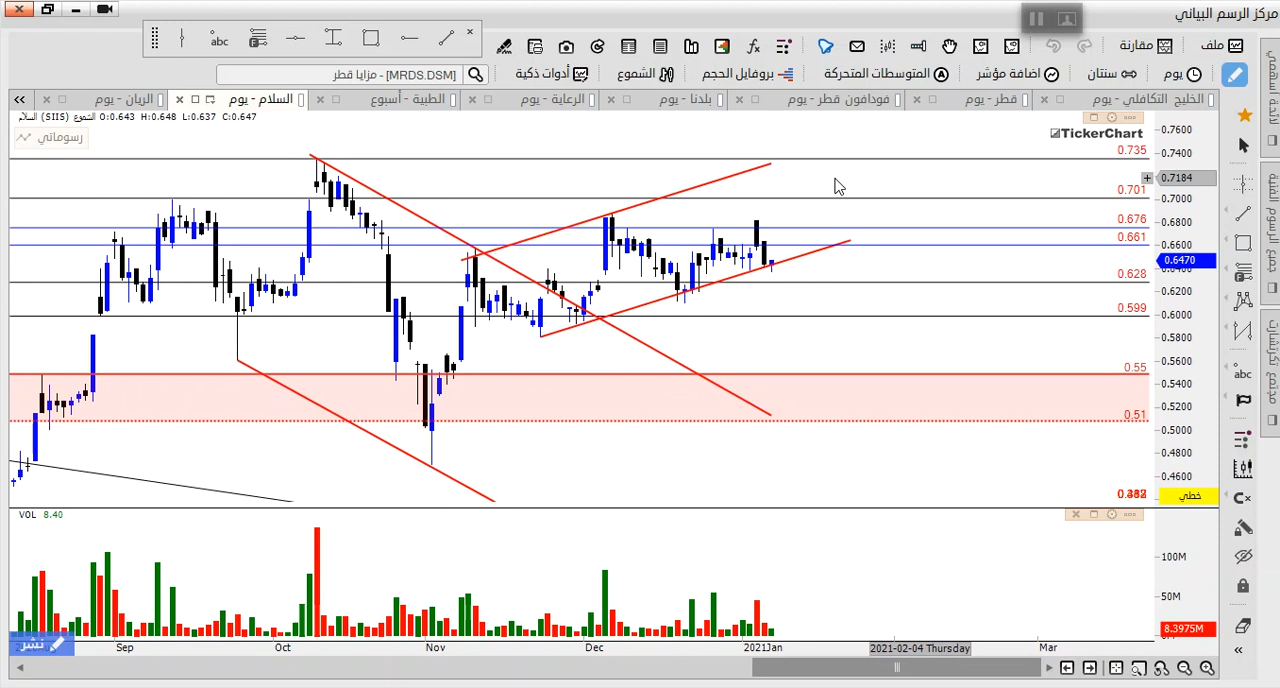 مركز الرسم البياني
ملف
مقارنة
abc
يوم
سنتان
اضافة مؤشر
المتوسطات المتحركة
بروفايل الحجم
الشموع
أدوات ذكية
مزايا قطر - [MRDS.DSM]
الخليج التكافلي - يوم
قطر - يوم
فودافون قطر - يوم
بلدنا - يوم
الرعاية - يوم
الطبية - أسبوع
السلام - يوم
الريان - يوم
السلام (SIIS) الشموع O:0.643 H:0.648 L:0.637 C:0.647
رسوماتي
TickerChart
0.7600
0.735
0.7400
0.7184
0.701
0.7000
0.676
0.6800
0.661
0.6600
0.6470
0.628
0.6200
0.599
0.6000
0.5800
0.5600
0.55
0.5400
0.5200
0.51
0.5000
0.4800
0.4600
خطي
VOL 8.40
100M
50M
8.3975M
نشر
Sep
Oct
Nov
Dec
2021Jan
2021-02-04 Thursday
Mar
abc